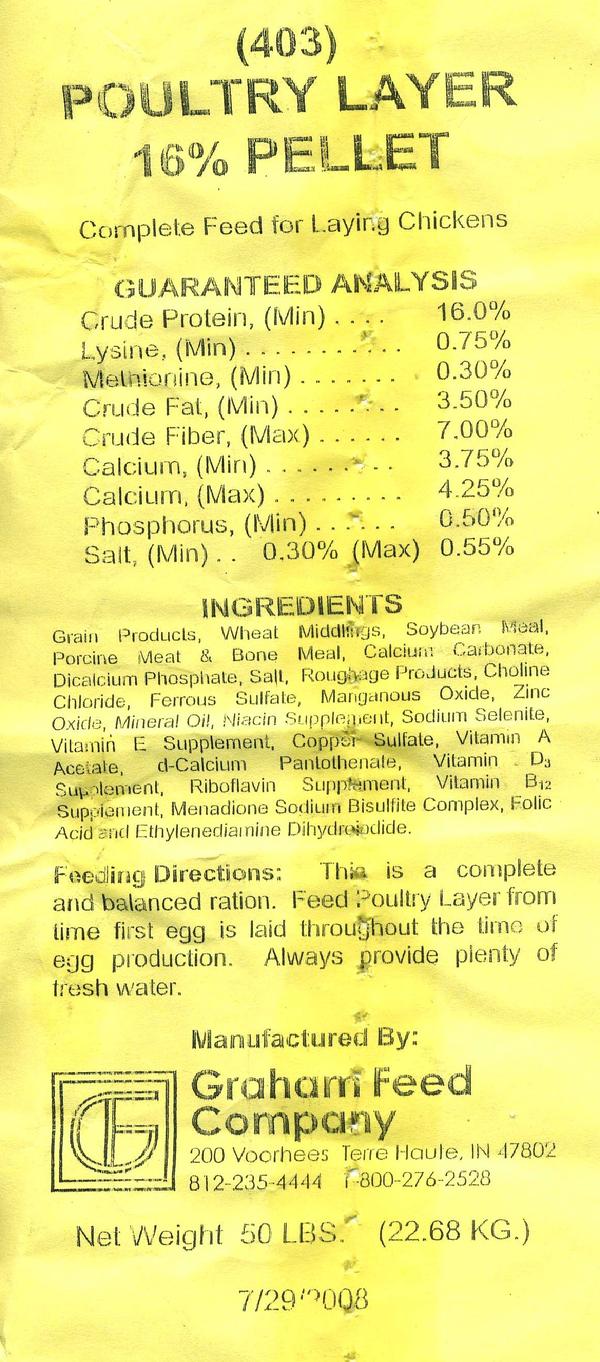 (403)
POULTRY LAYER
16% PELLET
Complete Feed for Laying Chickens
GUARANTEED ANALYSIS
Crude Protein, (Min) . . . . 16.0%
Lysine, (Min) . . . . . . . . . . . 0.75%
Methionine, (Min) . . . . . . . . 0.30%
Crude Fat, (Min) . . . . . . . . 3.50%
Crude Fiber, (Max) . . . . . . 7.00%
Calcium, (Min) . . . . . . . . . 3.75%
Calcium, (Max) . . . . . . . . . 4.25%
Phosphorus, (Min) . . . . . . 0.50%
Salt, (Min) . . 0.30% (Max) 0.55%
INGREDIENTS
Grain Products, Wheat Middlings, Soybean Meal,
Porcine Meat & Bone Meal, Calcium Carbonate,
Dicalcium Phosphate, Salt, Roughage Products, Choline
Chloride, Ferrous Sulfate, Manganous Oxide, Zinc
Oxide, Mineral Oil, Niacin Supplement, Sodium Selenite,
Vitamin E Supplement, Copper Sulfate, Vitamin A
Acetate, d-Calcium Pantothenate, Vitamin D₃
Supplement, Riboflavin Supplement, Vitamin B₁₂
Supplement, Menadione Sodium Bisulfite Complex, Folic
Acid and Ethylenediamine Dihydroiodide.
Feeding Directions: This is a complete
and balanced ration. Feed Poultry Layer from
time first egg is laid throughout the time of
egg production. Always provide plenty of
fresh water.
Manufactured By:
Graham Feed
Company
200 Voorhees Terre Haute, IN 47802
812-235-4444 1-800-276-2528
Net Weight 50 LBS. (22.68 KG.)
7/29/2008